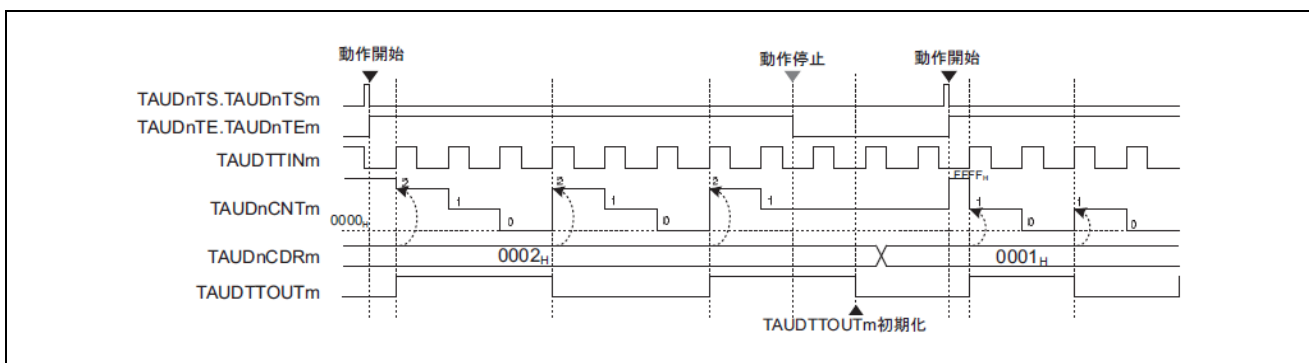 動作開始 動作停止 動作開始
TAUDnTS.TAUDnTSm
TAUDnTE.TAUDnTEm
TAUDTTINm
FFFFH
2 2 2
TAUDnCNTm 1 1 1 1 1
0000H 0 0 0 0
TAUDnCDRm 0002H 0001H
TAUDTTOUTm
TAUDTTOUTm初期化